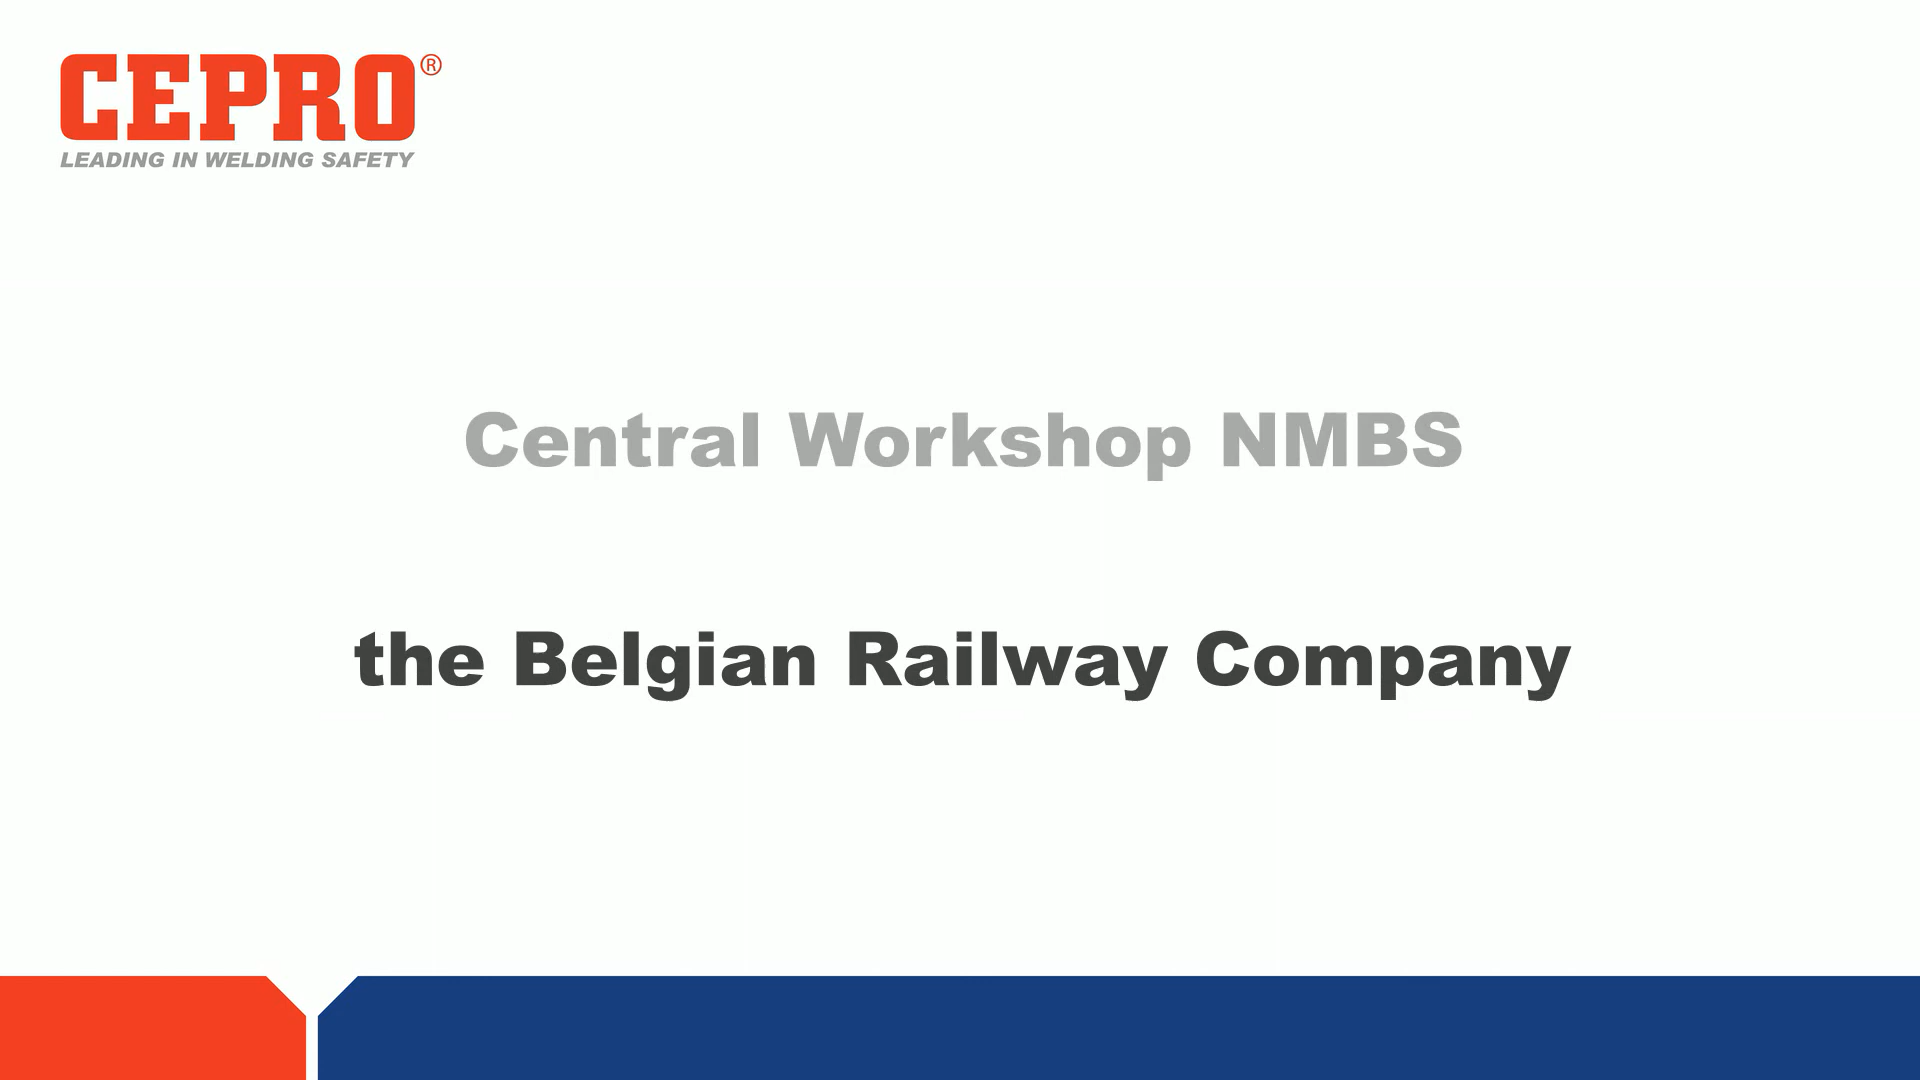 CEPRO®
LEADING IN WELDING SAFETY
Central Workshop NMBS
the Belgian Railway Company